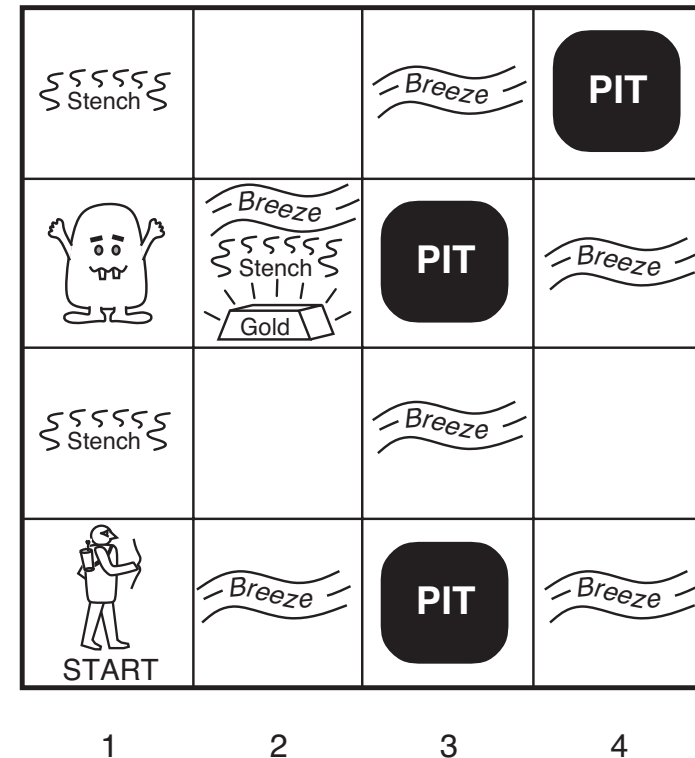 Stench
Breeze
PIT
Breeze
Stench
Gold
PIT
Breeze
Stench
Breeze
START
Breeze
PIT
Breeze
1 2 3 4